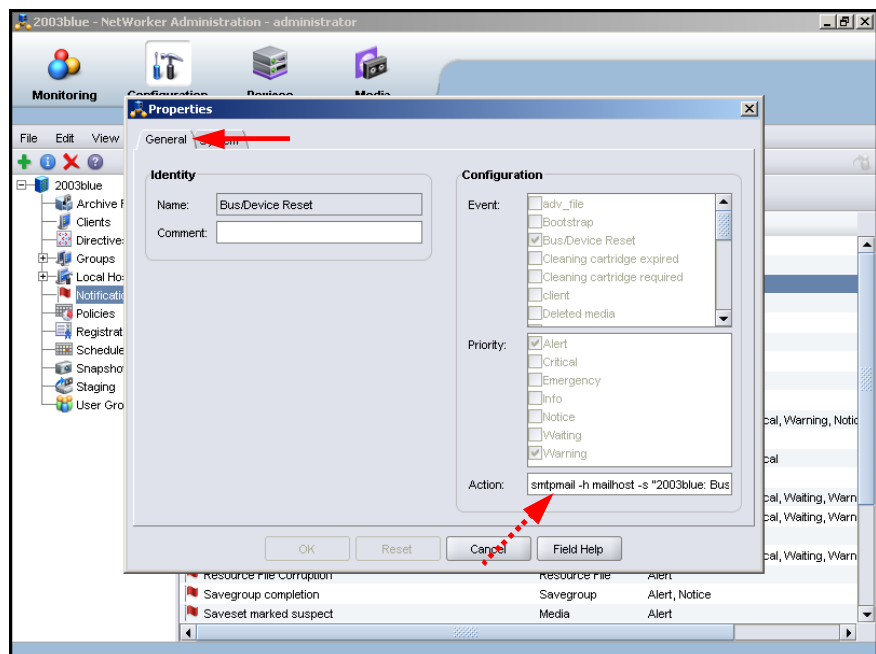 2003blue - NetWorker Administration - administrator
Monitoring
Configuration
Devices
Media
Properties
File Edit View
General
Identity
Name: Bus/Device Reset
Comment:
Configuration
Event:
adv_file
Bootstrap
Bus/Device Reset
Cleaning cartridge expired
Cleaning cartridge required
client
Deleted media
Priority:
Alert
Critical
Emergency
Info
Notice
Waiting
Warning
Action: smtpmail -h mailhost -s "2003blue: Bus
OK Reset Cancel Field Help
2003blue
Archive R
Clients
Directive
Groups
Local Ho
Notificatio
Policies
Registrat
Schedule
Snapsho
Staging
User Gro
cal, Warning, Notic
cal
cal, Waiting, Warn
cal, Waiting, Warn
cal, Waiting, Warn
Resource File Corruption Resource File Alert
Savegroup completion Savegroup Alert, Notice
Saveset marked suspect Media Alert